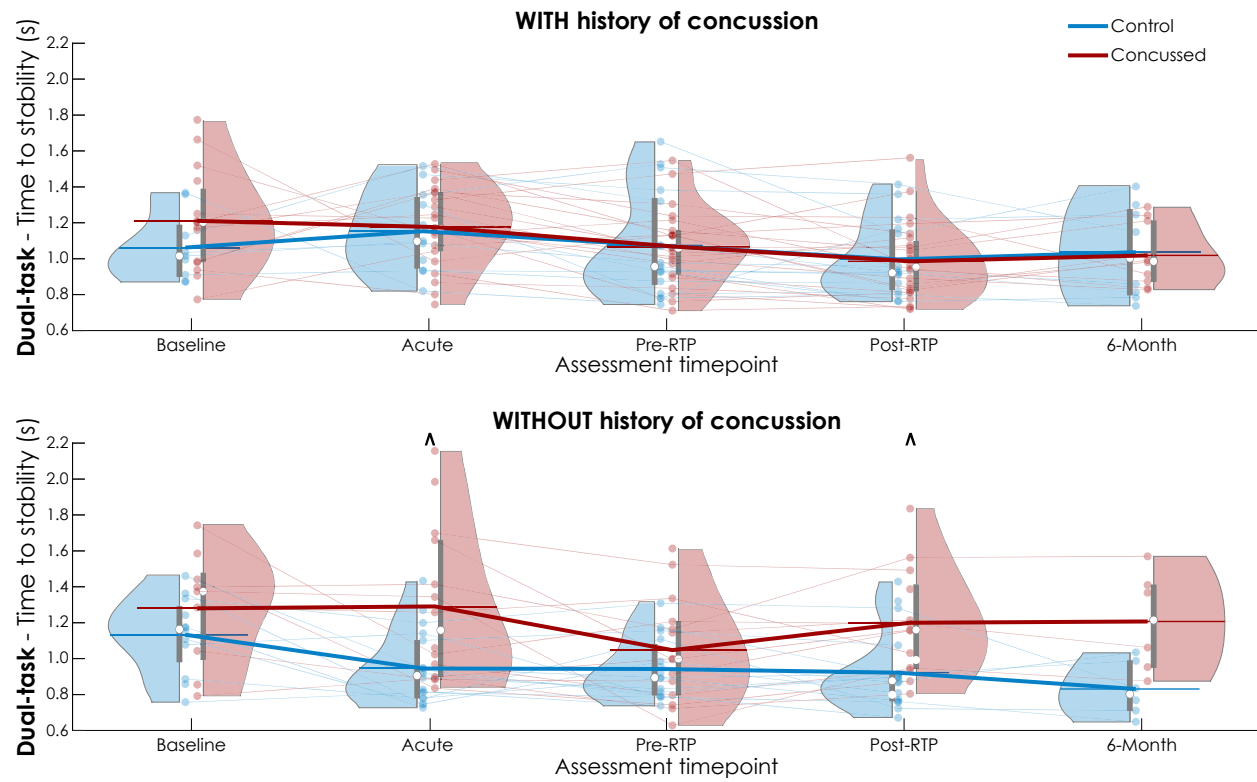 WITH history of concussion
Control
Concussed
Dual-task - Time to stability (s)
2.2
2.0
1.8
1.6
1.4
1.2
1.0
0.8
0.6
Baseline
Acute
Pre-RTP
Post-RTP
6-Month
Assessment timepoint
WITHOUT history of concussion
Dual-task - Time to stability (s)
2.2
2.0
1.8
1.6
1.4
1.2
1.0
0.8
0.6
^
^
Baseline
Acute
Pre-RTP
Post-RTP
6-Month
Assessment timepoint